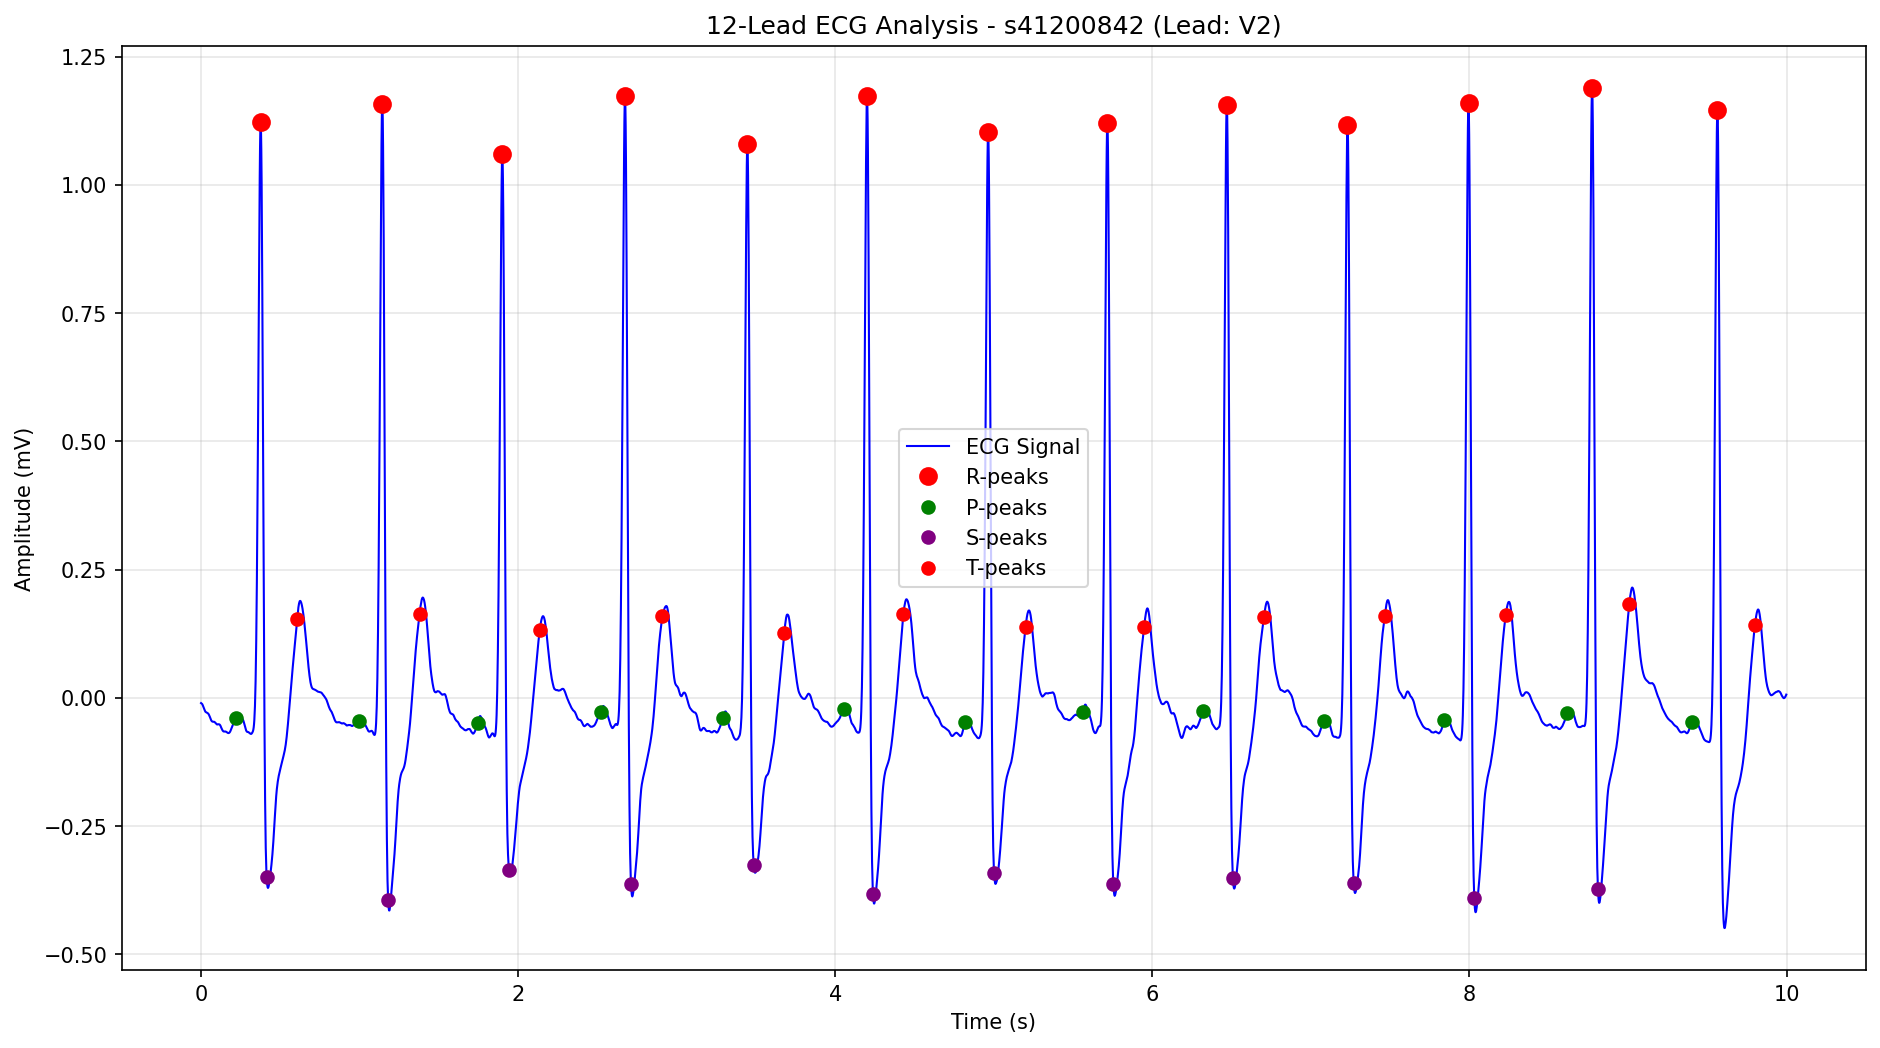 12-Lead ECG Analysis - s41200842 (Lead: V2)
1.25
1.00
0.75
0.50
0.25
0.00
−0.25
−0.50
Amplitude (mV)
ECG Signal
R-peaks
P-peaks
S-peaks
T-peaks
0 2 4 6 8 10
Time (s)